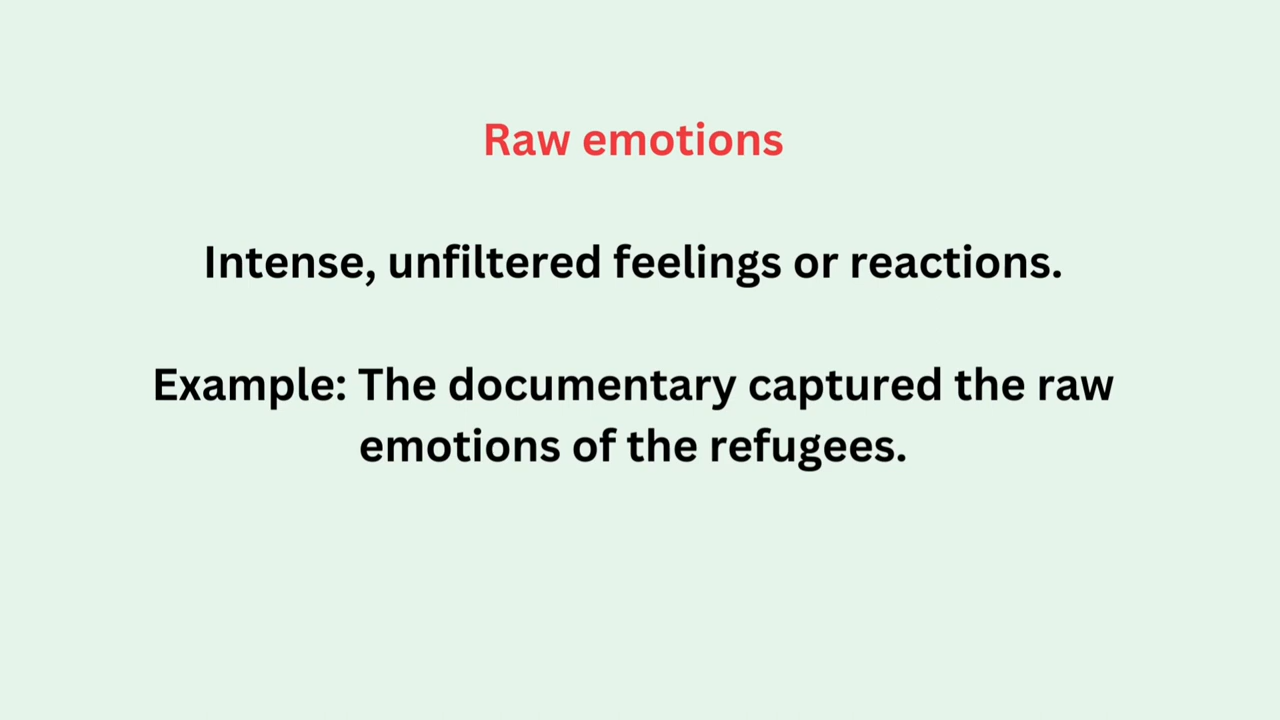 Raw emotions
Intense, unfiltered feelings or reactions.
Example: The documentary captured the raw
emotions of the refugees.